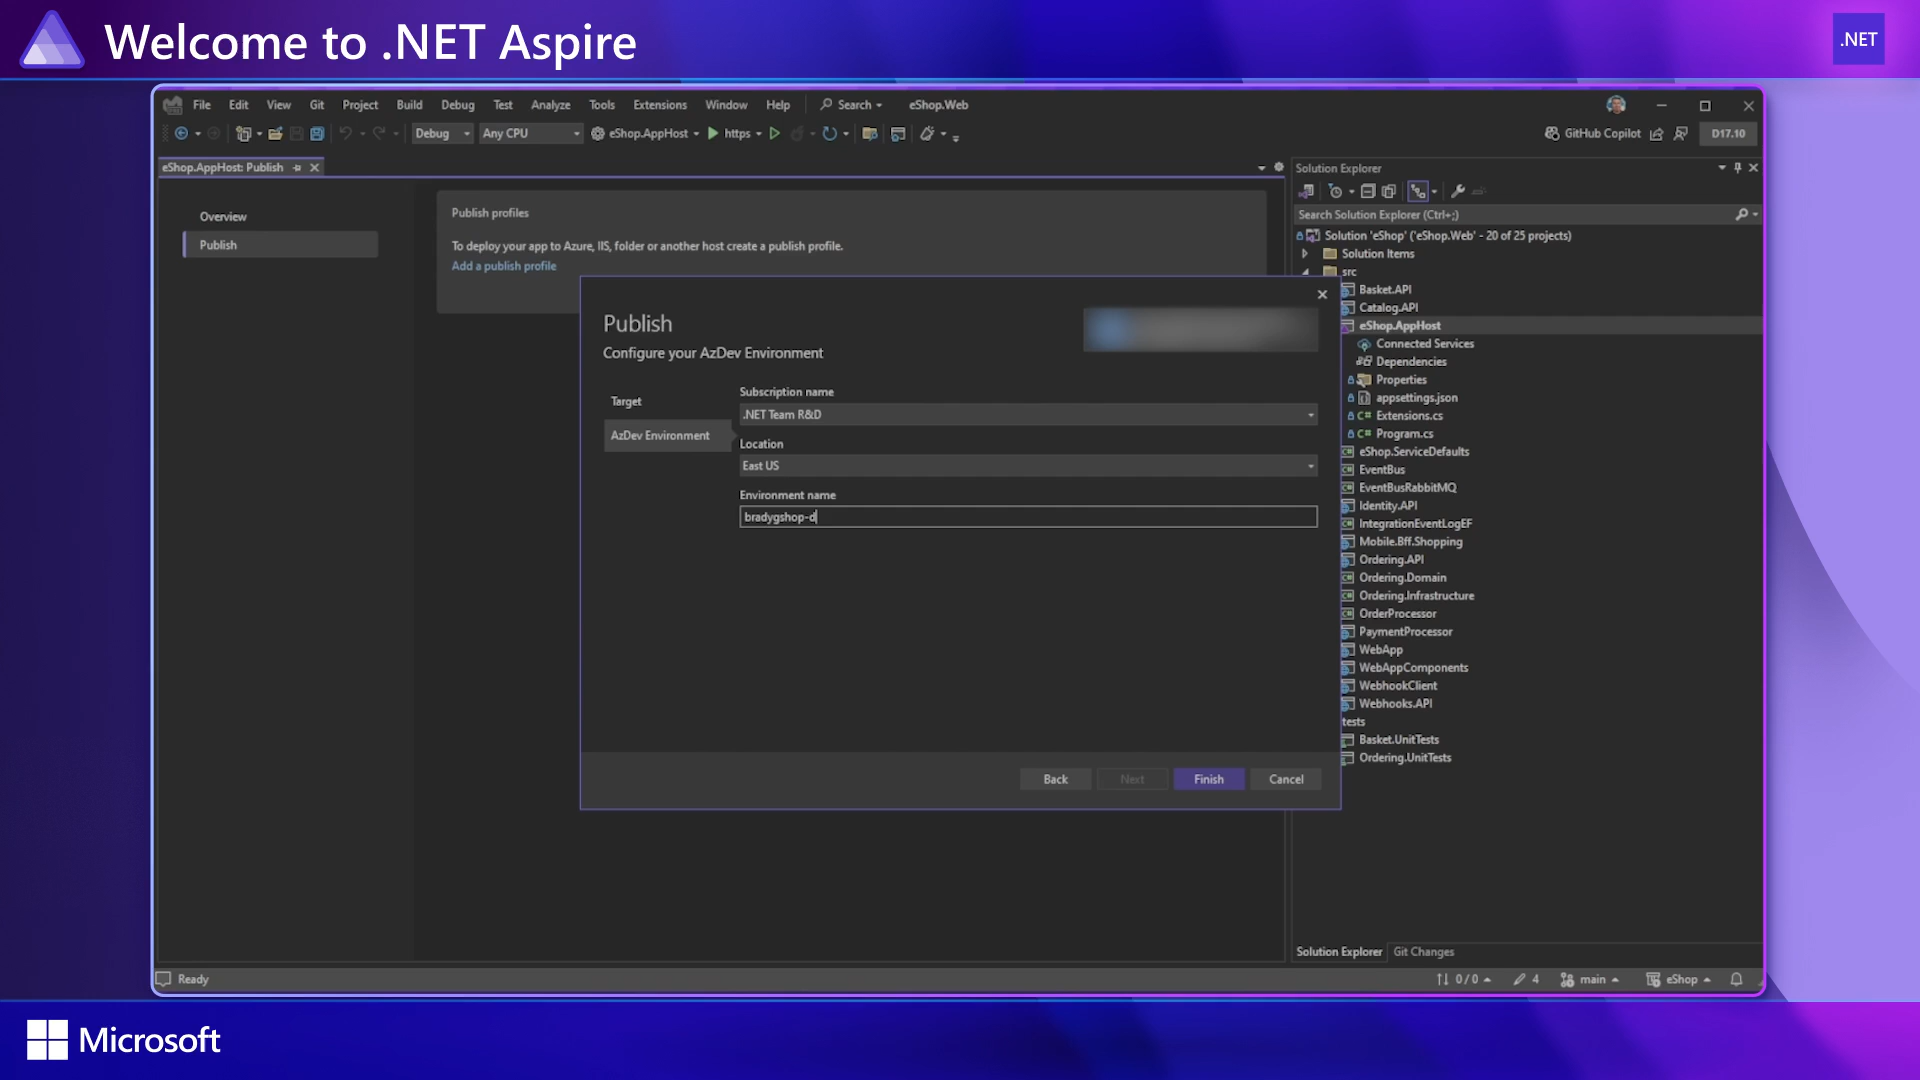 Welcome to .NET Aspire
.NET
File Edit View Git Project Build Debug Test Analyze Tools Extensions Window Help Search eShop.Web
Debug Any CPU eShop.AppHost https GitHub Copilot D17.10
eShop.AppHost: Publish
Overview
Publish
Publish profiles
To deploy your app to Azure, IIS, folder or another host create a publish profile.
Add a publish profile
Publish
Configure your AzDev Environment
Target
AzDev Environment
Subscription name
.NET Team R&D
Location
East US
Environment name
bradygshop-d
Back Next Finish Cancel
Solution Explorer
Search Solution Explorer (Ctrl+;)
Solution 'eShop' ('eShop.Web' - 20 of 25 projects)
Solution Items
src
Basket.API
Catalog.API
eShop.AppHost
Connected Services
Dependencies
Properties
appsettings.json
C# Extensions.cs
C# Program.cs
eShop.ServiceDefaults
EventBus
EventBusRabbitMQ
Identity.API
IntegrationEventLogEF
Mobile.Bff.Shopping
Ordering.API
Ordering.Domain
Ordering.Infrastructure
OrderProcessor
PaymentProcessor
WebApp
WebAppComponents
WebhookClient
Webhooks.API
tests
Basket.UnitTests
Ordering.UnitTests
Solution Explorer Git Changes
Ready 0 / 0 4 main eShop
Microsoft